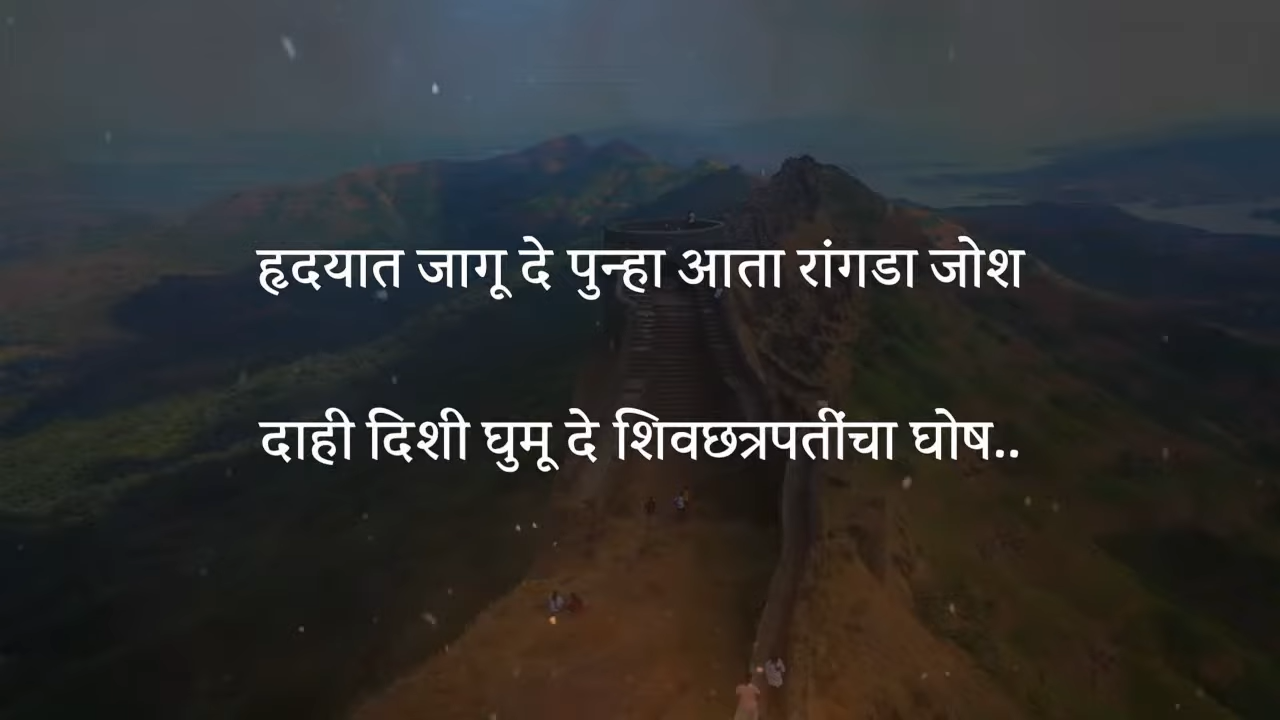 हृदयात जागू दे पुन्हा आता रांगडा जोश
दाही दिशी घुमू दे शिवछत्रपतींचा घोष..